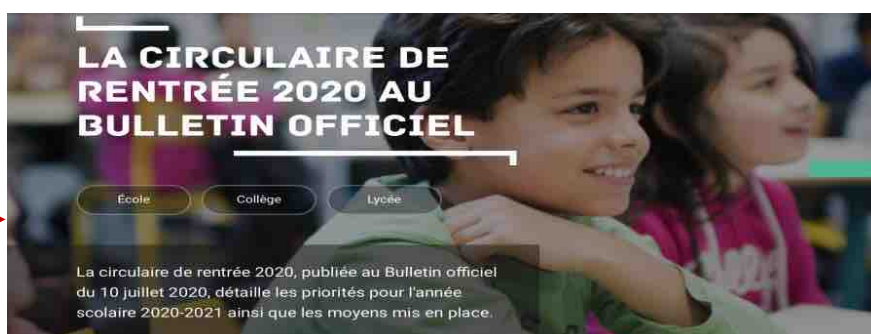 LA CIRCULAIRE DE
RENTRÉE 2020 AU
BULLETIN OFFICIEL
École Collège Lycée
La circulaire de rentrée 2020, publiée au Bulletin officiel
du 10 juillet 2020, détaille les priorités pour l'année
scolaire 2020-2021 ainsi que les moyens mis en place.